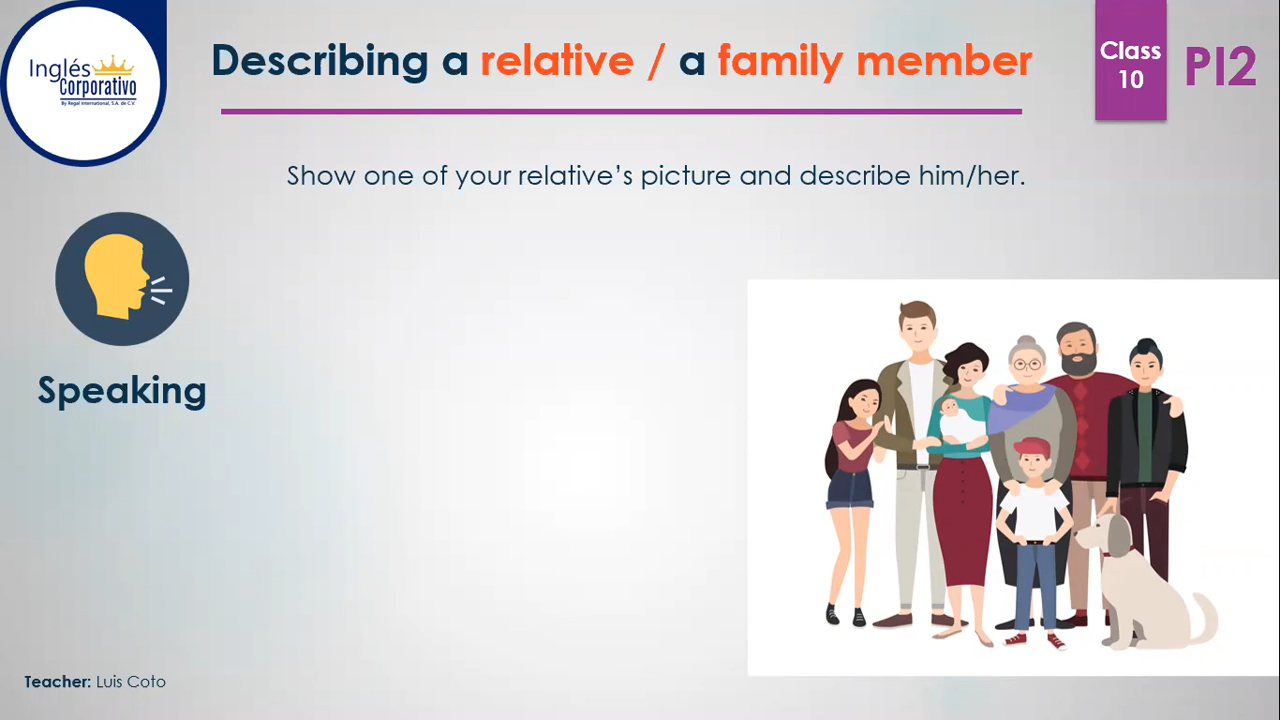 Inglés
Corporativo
By Regal International, S.A. de C.V.
Describing a relative / a family member
Class
10
PI2
Show one of your relative’s picture and describe him/her.
Speaking
Teacher: Luis Coto